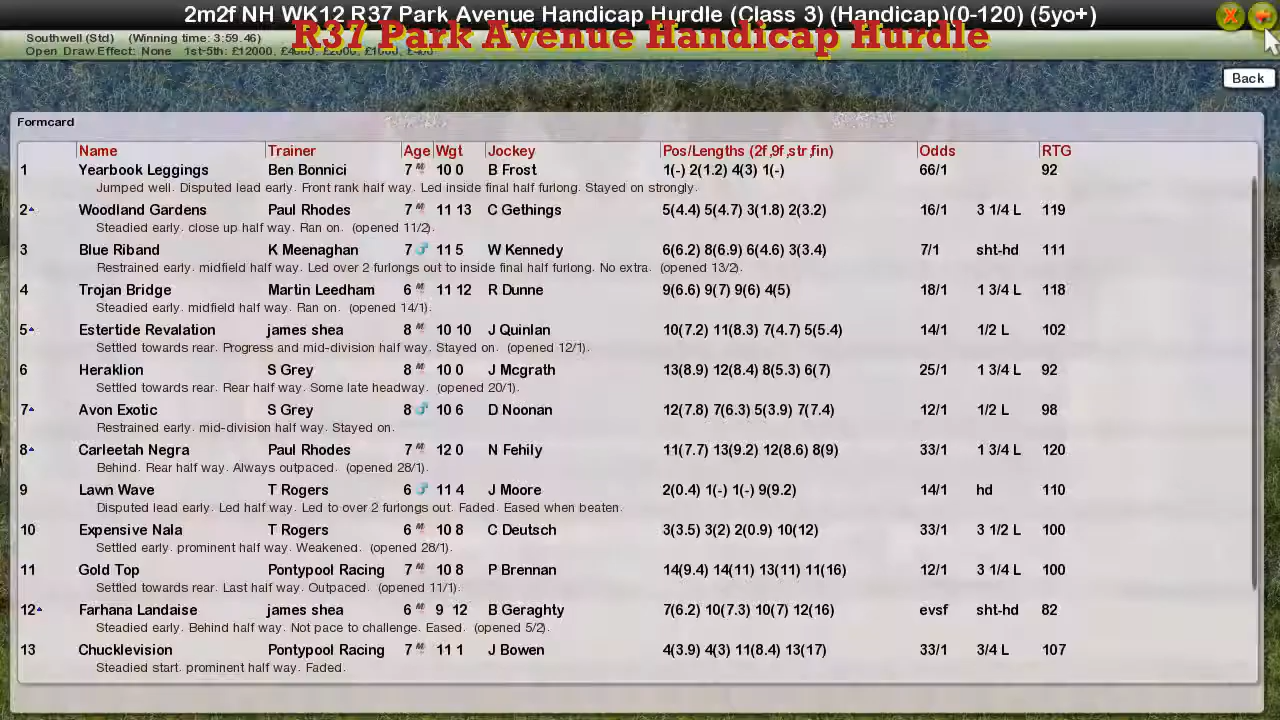 2m2f NH WK12 R37 Park Avenue Handicap Hurdle (Class 3) (Handicap)(0-120) (5yo+)
R37 Park Avenue Handicap Hurdle
Southwell (Std) (Winning time: 3:59.46)
Open Draw Effect: None 1st-5th: £12000, £4000, £2000, £1000, £400
Back
Formcard
Name Trainer Age Wgt Jockey Pos/Lengths (2f,9f,str,fin) Odds RTG
1 Yearbook Leggings Ben Bonnici 7 10 0 B Frost 1(-) 2(1.2) 4(3) 1(-) 66/1 92
Jumped well. Disputed lead early. Front rank half way. Led inside final half furlong. Stayed on strongly.
2 Woodland Gardens Paul Rhodes 7 11 13 C Gethings 5(4.4) 5(4.7) 3(1.8) 2(3.2) 16/1 3 1/4 L 119
Steadied early. close up half way. Ran on. (opened 11/2).
3 Blue Riband K Meenaghan 7 11 5 W Kennedy 6(6.2) 8(6.9) 6(4.6) 3(3.4) 7/1 sht-hd 111
Restrained early. midfield half way. Led over 2 furlongs out to inside final half furlong. No extra. (opened 13/2).
4 Trojan Bridge Martin Leedham 6 11 12 R Dunne 9(6.6) 9(7) 9(6) 4(5) 18/1 1 3/4 L 118
Steadied early. midfield half way. Ran on. (opened 14/1).
5 Estertide Revalation james shea 8 10 10 J Quinlan 10(7.2) 11(8.3) 7(4.7) 5(5.4) 14/1 1/2 L 102
Settled towards rear. Progress and mid-division half way. Stayed on. (opened 12/1).
6 Heraklion S Grey 8 10 0 J Mcgrath 13(8.9) 12(8.4) 8(5.3) 6(7) 25/1 1 3/4 L 92
Settled towards rear. Rear half way. Some late headway. (opened 20/1).
7 Avon Exotic S Grey 8 10 6 D Noonan 12(7.8) 7(6.3) 5(3.9) 7(7.4) 12/1 1/2 L 98
Restrained early. mid-division half way. Stayed on.
8 Carleetah Negra Paul Rhodes 7 12 0 N Fehily 11(7.7) 13(9.2) 12(8.6) 8(9) 33/1 1 3/4 L 120
Behind. Rear half way. Always outpaced. (opened 28/1).
9 Lawn Wave T Rogers 6 11 4 J Moore 2(0.4) 1(-) 1(-) 9(9.2) 14/1 hd 110
Disputed lead early. Led half way. Led to over 2 furlongs out. Faded. Eased when beaten.
10 Expensive Nala T Rogers 6 10 8 C Deutsch 3(3.5) 3(2) 2(0.9) 10(12) 33/1 3 1/2 L 100
Settled early. prominent half way. Weakened. (opened 28/1).
11 Gold Top Pontypool Racing 7 10 8 P Brennan 14(9.4) 14(11) 13(11) 11(16) 12/1 3 1/4 L 100
Settled towards rear. Last half way. Outpaced. (opened 11/1).
12 Farhana Landaise james shea 6 9 12 B Geraghty 7(6.2) 10(7.3) 10(7) 12(16) evsf sht-hd 82
Steadied early. Behind half way. Not pace to challenge. Eased. (opened 5/2).
13 Chucklevision Pontypool Racing 7 11 1 J Bowen 4(3.9) 4(3) 11(8.4) 13(17) 33/1 3/4 L 107
Steadied start. prominent half way. Faded.